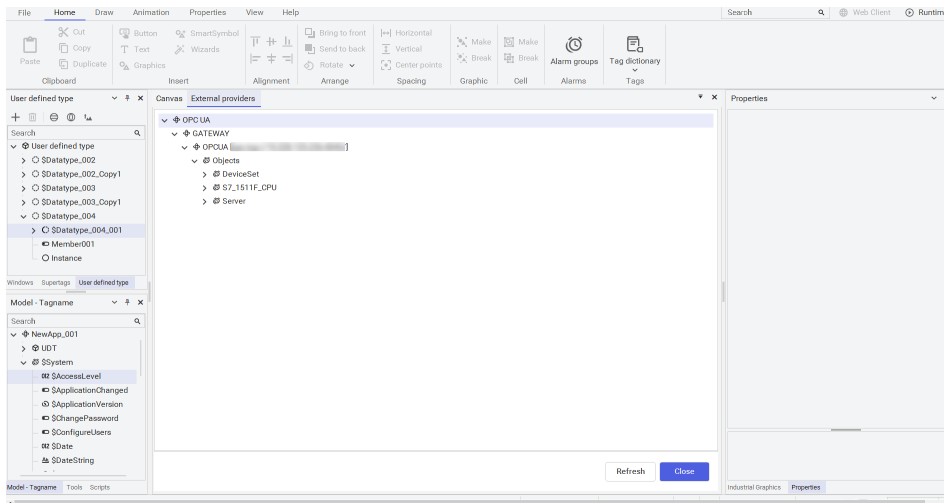 File Home Draw Animation Properties View Help Search Web Client Runtim
Cut Button SmartSymbol Bring to front Horizontal Make Make
Paste Copy Text Wizards Send to back Vertical Alarm groups Tag dictionary
Duplicate Graphics Rotate Center points Break Break
Clipboard Insert Alignment Arrange Spacing Graphic Cell Alarms Tags
User defined type
Search
User defined type
$Datatype_002
$Datatype_002_Copy1
$Datatype_003
$Datatype_003_Copy1
$Datatype_004
$Datatype_004_001
Member001
Instance
Windows Supertags User defined type
Model - Tagname
Search
NewApp_001
UDT
$System
$AccessLevel
$ApplicationChanged
$ApplicationVersion
$ChangePassword
$ConfigureUsers
$Date
$DateString
Model - Tagname Tools Scripts
Canvas External providers
OPC UA
GATEWAY
OPCUA
Objects
DeviceSet
S7_1511F_CPU
Server
Refresh Close
Properties
Industrial Graphics Properties